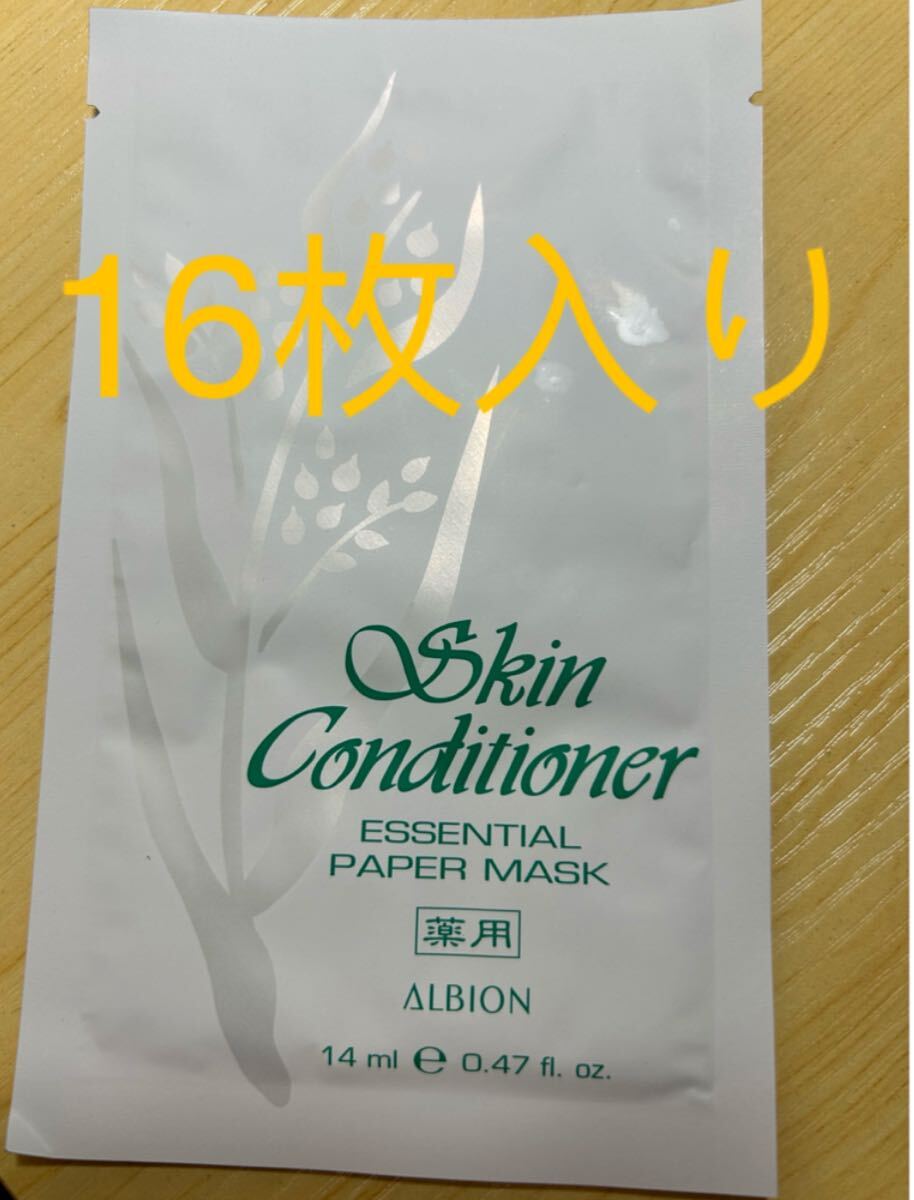 16枚入り
Skin
Conditioner
ESSENTIAL
PAPER MASK
薬用
ALBION
14 ml ℮ 0.47 fl. oz.